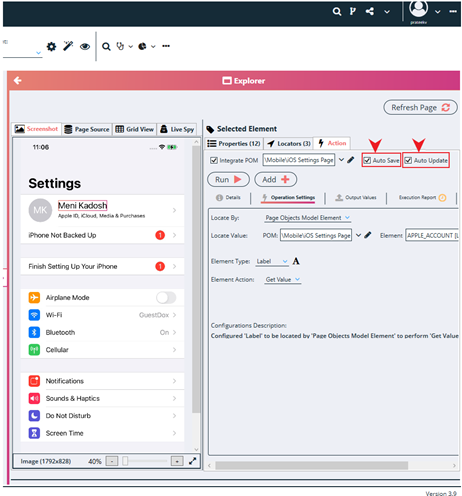 prateekv
Explorer
Refresh Page
Screenshot Page Source Grid View Live Spy
11:06
Settings
MK
Meni Kadosh
Apple ID, iCloud, Media & Purchases
iPhone Not Backed Up 1
Finish Setting Up Your iPhone 1
Airplane Mode
Wi-Fi GuestDox
Bluetooth On
Cellular
Notifications
Sounds & Haptics
Do Not Disturb
Screen Time
Image (1792x828) 40% - +
Selected Element
Properties (12) Locators (3) Action
Integrate POM \Mobile\iOS Settings Page Auto Save Auto Update
Run Add
Details Operation Settings Output Values Execution Report
Locate By: Page Objects Model Element
Locate Value: POM: \Mobile\iOS Settings Page Element APPLE_ACCOUNT [L
Element Type: Label A
Element Action: Get Value
Configurations Description:
Configured 'Label' to be located by 'Page Objects Model Element' to perform 'Get Value
Version 3.9